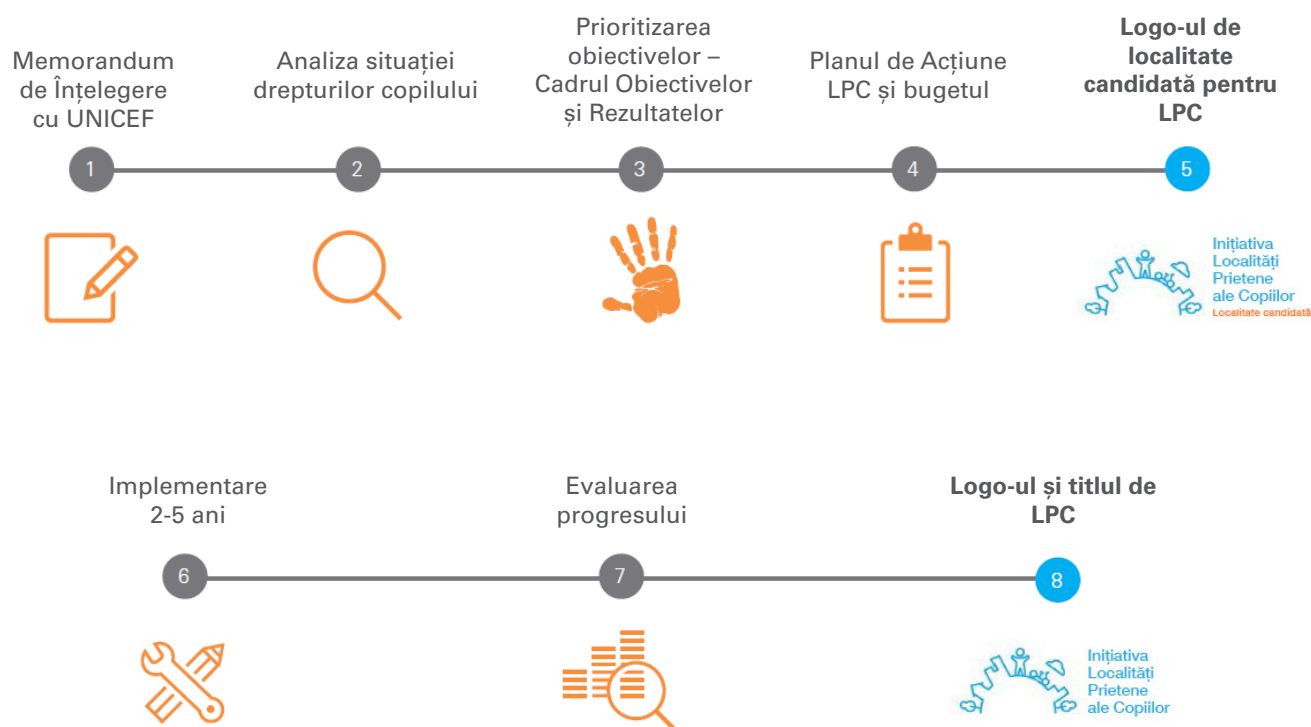 Memorandum
de Înțelegere
cu UNICEF
Analiza situației
drepturilor copilului
Prioritizarea
obiectivelor –
Cadrul Obiectivelor
și Rezultatelor
Planul de Acțiune
LPC și bugetul
Logo-ul de
localitate
candidată pentru
LPC
1
2
3
4
5
Inițiativa
Localități
Prietene
ale Copiilor
Localitate candidată
Implementare
2-5 ani
Evaluarea
progresului
Logo-ul și titlul de
LPC
6
7
8
Inițiativa
Localități
Prietene
ale Copiilor